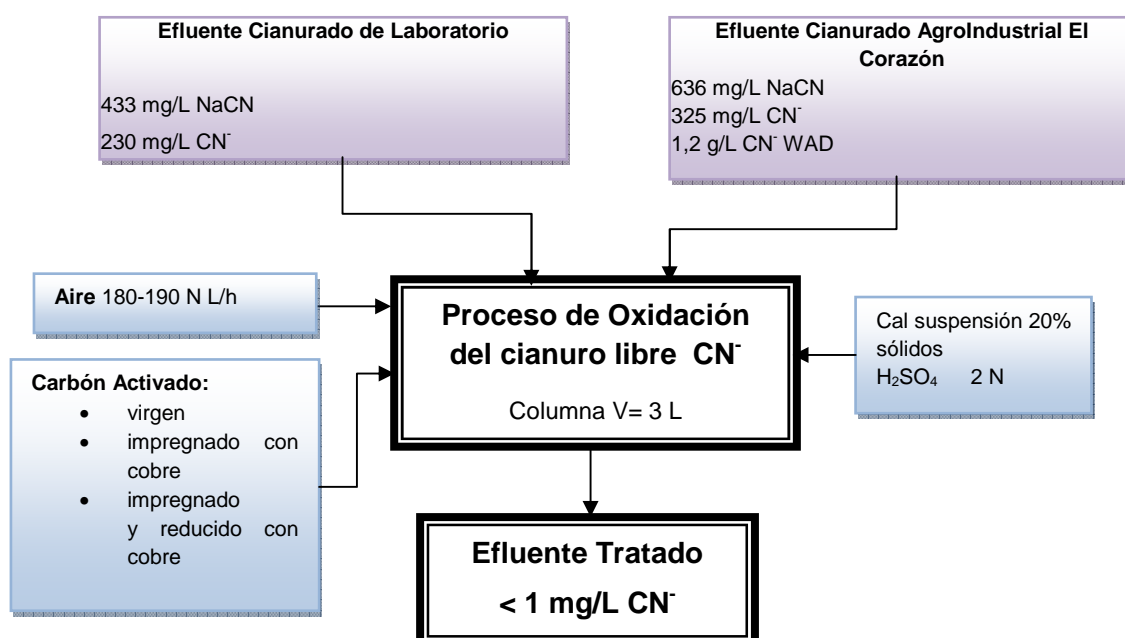 Efluente Cianurado de Laboratorio
433 mg/L NaCN
230 mg/L CN⁻
Efluente Cianurado AgroIndustrial El
Corazón
636 mg/L NaCN
325 mg/L CN⁻
1,2 g/L CN⁻ WAD
Aire 180-190 N L/h
Proceso de Oxidación
del cianuro libre CN⁻
Columna V= 3 L
Cal suspensión 20%
sólidos
H₂SO₄ 2 N
Carbón Activado:
• virgen
• impregnado con
cobre
• impregnado
y reducido con
cobre
Efluente Tratado
< 1 mg/L CN⁻